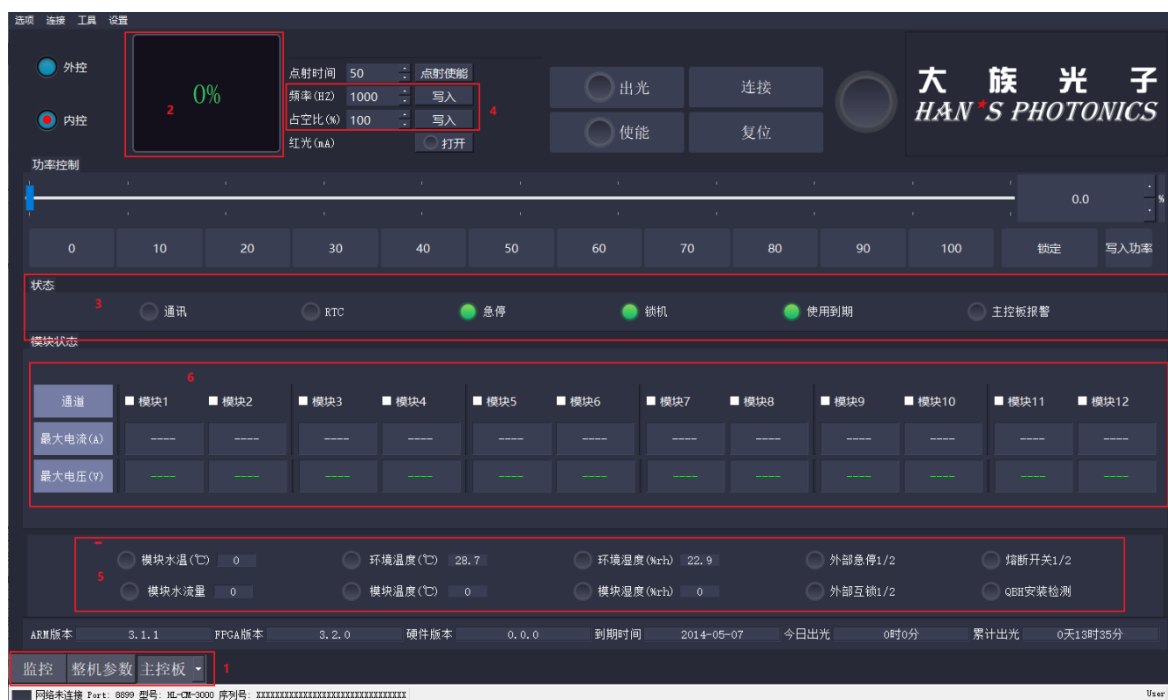 选项 连接 工具 设置
外控
内控
0%
2
点射时间 50 点射使能
频率(HZ) 1000 写入
占空比(%) 100 写入
4
红光(mA) 打开
出光 连接
使能 复位
大族光子
HAN*S PHOTONICS
功率控制
0.0 %
0 10 20 30 40 50 60 70 80 90 100 锁定 写入功率
状态
3
通讯 RTC 急停 锁机 使用到期 主控板报警
模块状态
6
通道 模块1 模块2 模块3 模块4 模块5 模块6 模块7 模块8 模块9 模块10 模块11 模块12
最大电流(A) ---- ---- ---- ---- ---- ---- ---- ---- ---- ---- ---- ----
最大电压(V) ---- ---- ---- ---- ---- ---- ---- ---- ---- ---- ---- ----
5
模块水温(℃) 0 环境温度(℃) 28.7 环境湿度(%rh) 22.9 外部急停1/2 熔断开关1/2
模块水流量 0 模块温度(℃) 0 模块湿度(%rh) 0 外部互锁1/2 QBH安装检测
ARM版本 3.1.1 FPGA版本 3.2.0 硬件版本 0.0.0 到期时间 2014-05-07 今日出光 0时0分 累计出光 0天13时35分
监控 整机参数 主控板 1
网络未连接 Port: 8899 型号: HL-CM-3000 序列号: XXXXXXXXXXXXXXXXXXXXXXXXXXXXXXXX User